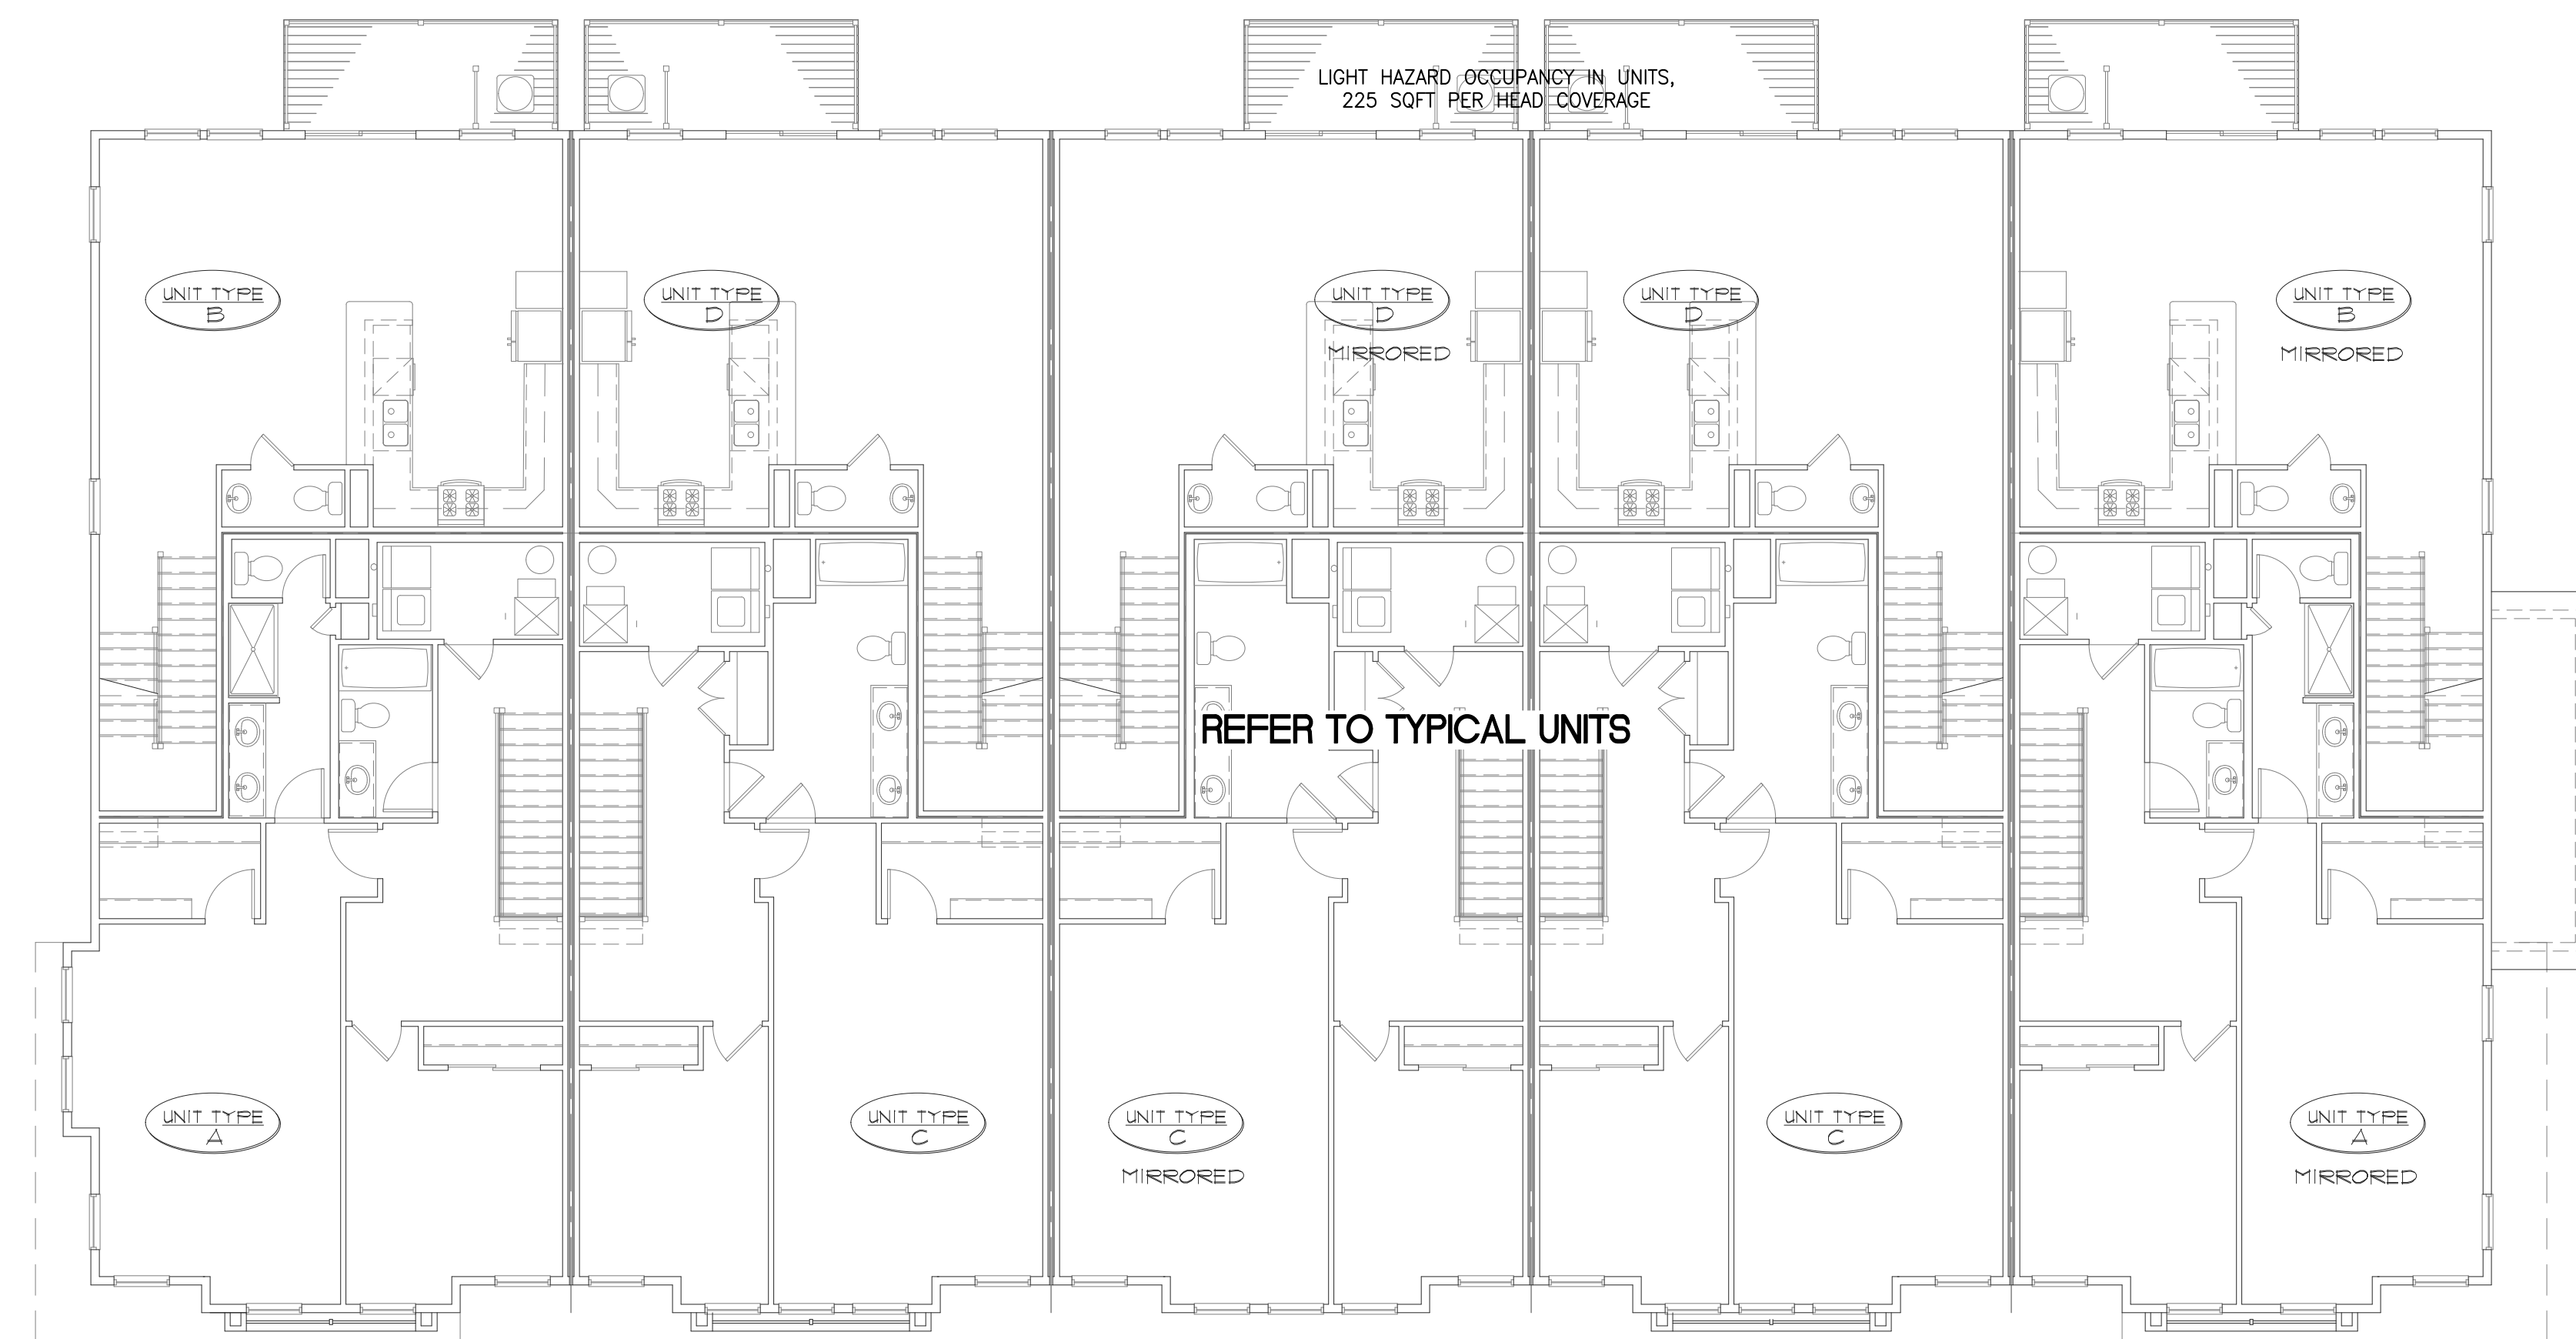 LIGHT HAZARD OCCUPANCY IN UNITS,
225 SQFT PER HEAD COVERAGE
UNIT TYPE
B
UNIT TYPE
D
UNIT TYPE
D
MIRRORED
UNIT TYPE
D
UNIT TYPE
B
MIRRORED
REFER TO TYPICAL UNITS
UNIT TYPE
A
UNIT TYPE
C
UNIT TYPE
C
MIRRORED
UNIT TYPE
C
UNIT TYPE
A
MIRRORED